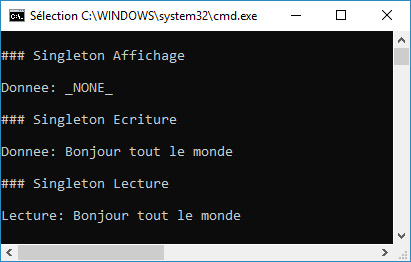 Sélection C:\WINDOWS\system32\cmd.exe
### Singleton Affichage
Donnee: _NONE_
### Singleton Ecriture
Donnee: Bonjour tout le monde
### Singleton Lecture
Lecture: Bonjour tout le monde